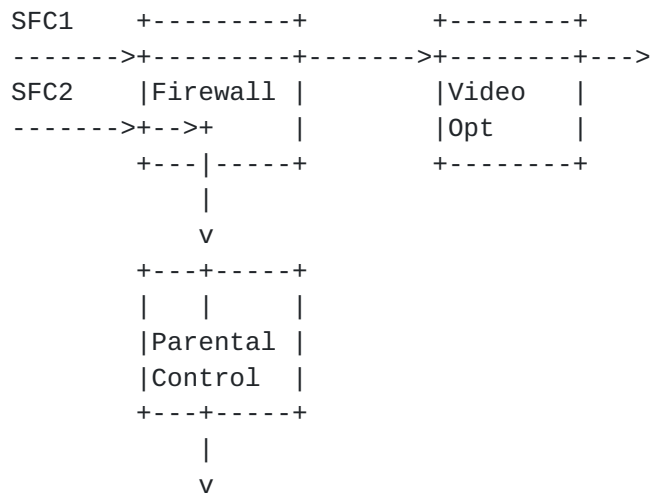 SFC1     +---------+         +--------+
------->+---------+------->+--------+--->
SFC2    |Firewall |        |Video   |
------->+-->+     |        |Opt     |
        +---|-----+        +--------+
            |
            v
        +---+-----+
        |   |     |
        |Parental |
        |Control  |
        +---+-----+
            |
            v